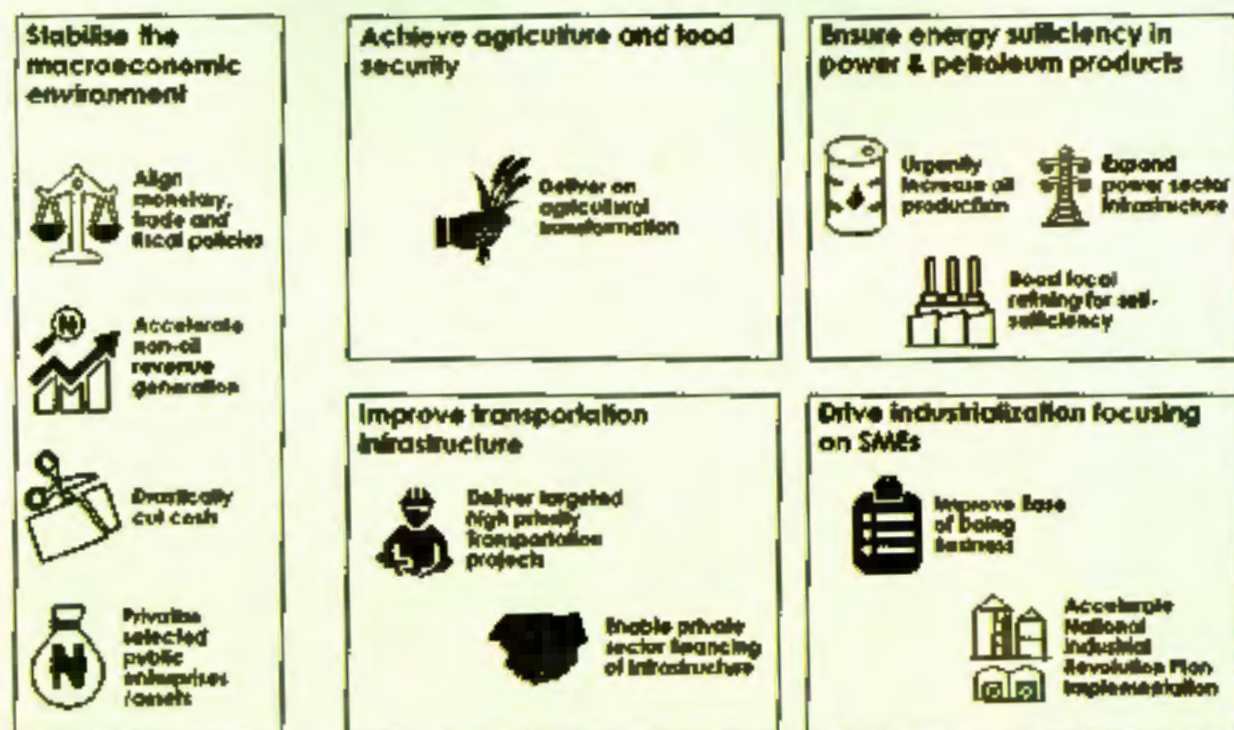 Stabilise the
macroeconomic
environment
Align
monetary,
trade and
fiscal policies
Accelerate
non-oil
revenue
generation
Drastically
cut cash
N
Privatise
selected
public
enterprises
/assets
N
Achieve agriculture and food
security
Deliver on
agricultural
transformation
Ensure energy sufficiency in
power & petroleum products
Urgently
increase oil
production
Expand
power sector
infrastructure
Boost local
refining for self-
sufficiency
Improve transportation
infrastructure
Deliver targeted
high priority
transportation
projects
Enable private
sector financing
of infrastructure
Drive industrialization focusing
on SMEs
Improve Ease
of Doing
Business
Accelerate
National
Industrial
Revolution Plan
implementation